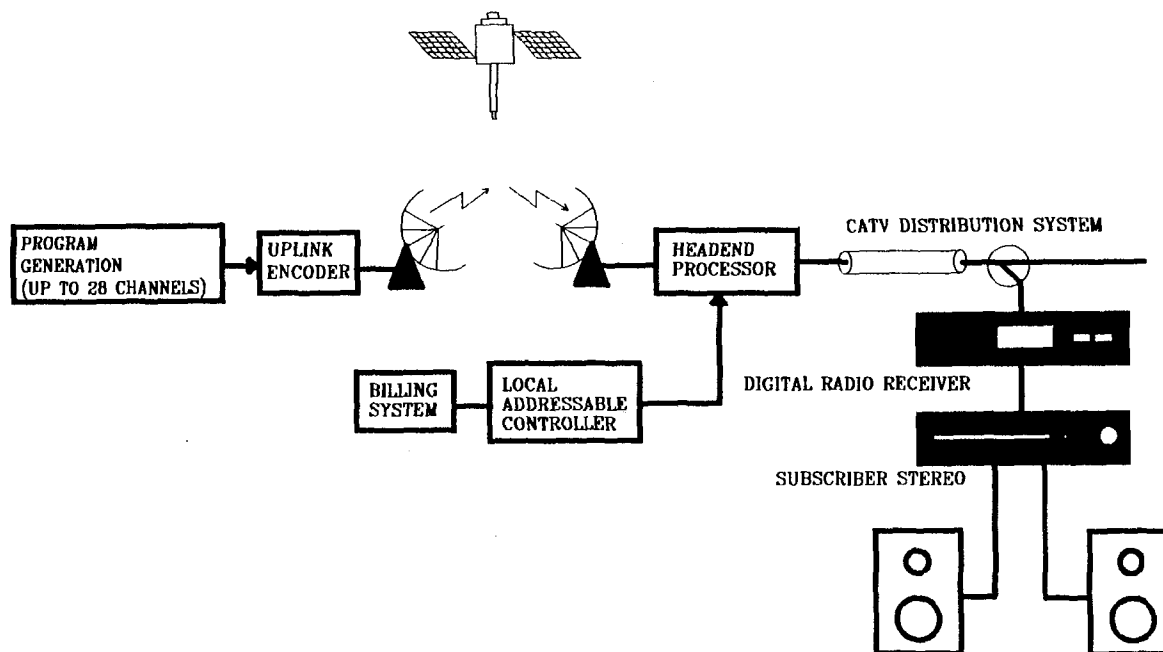 PROGRAM
GENERATION
(UP TO 28 CHANNELS)
UPLINK
ENCODER
HEADEND
PROCESSOR
CATV DISTRIBUTION SYSTEM
BILLING
SYSTEM
LOCAL
ADDRESSABLE
CONTROLLER
DIGITAL RADIO RECEIVER
SUBSCRIBER STEREO